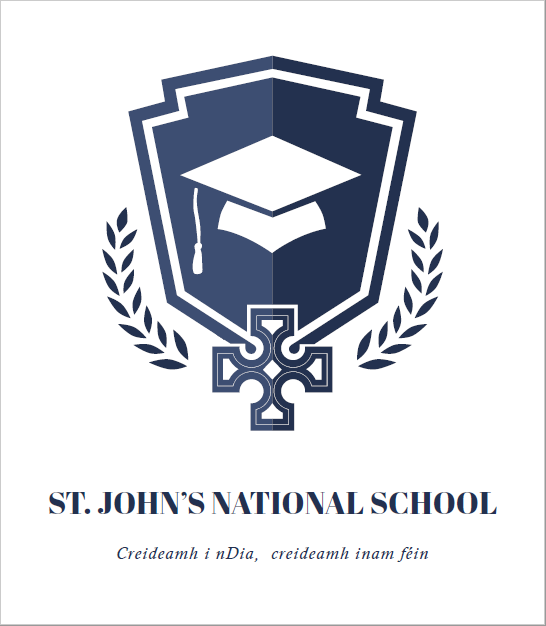 ST. JOHN’S NATIONAL SCHOOL
Creideamh i nDia, creideamh inam féin